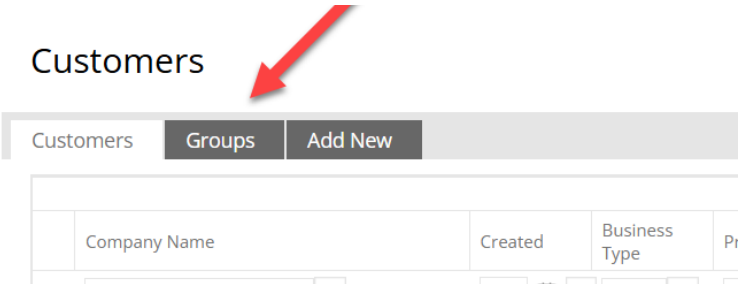 Customers
Customers Groups Add New
Company Name Created Business Type